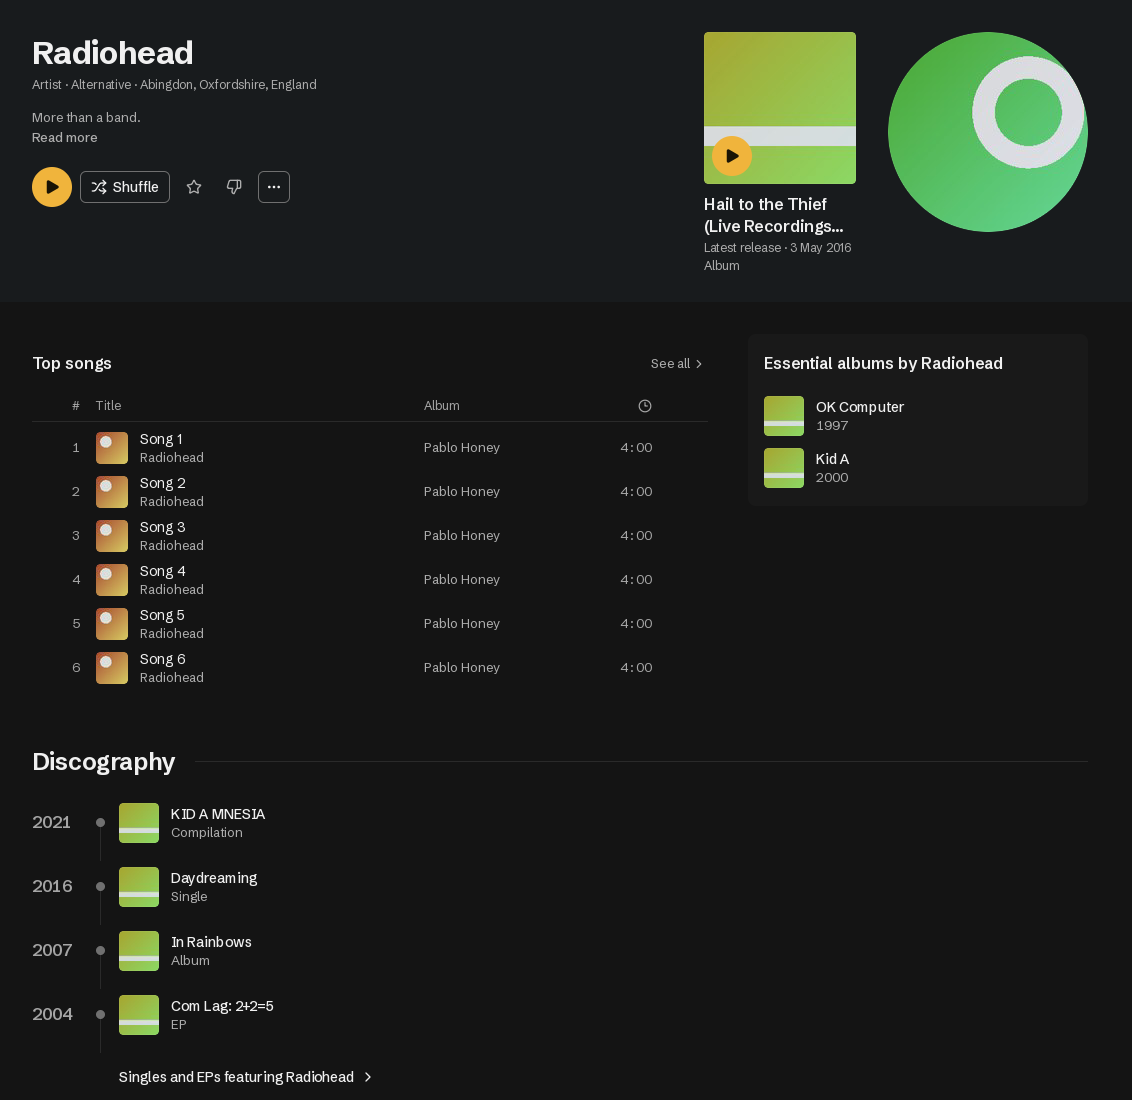 Radiohead
Artist · Alternative · Abingdon, Oxfordshire, England
More than a band.
Read more
Shuffle
Hail to the Thief
(Live Recordings...
Latest release · 3 May 2016
Album
Top songs
See all
# Title Album
1 Song 1 Pablo Honey 4:00
Radiohead
2 Song 2 Pablo Honey 4:00
Radiohead
3 Song 3 Pablo Honey 4:00
Radiohead
4 Song 4 Pablo Honey 4:00
Radiohead
5 Song 5 Pablo Honey 4:00
Radiohead
6 Song 6 Pablo Honey 4:00
Radiohead
Essential albums by Radiohead
OK Computer
1997
Kid A
2000
Discography
2021
KID A MNESIA
Compilation
2016
Daydreaming
Single
2007
In Rainbows
Album
2004
Com Lag: 2+2=5
EP
Singles and EPs featuring Radiohead